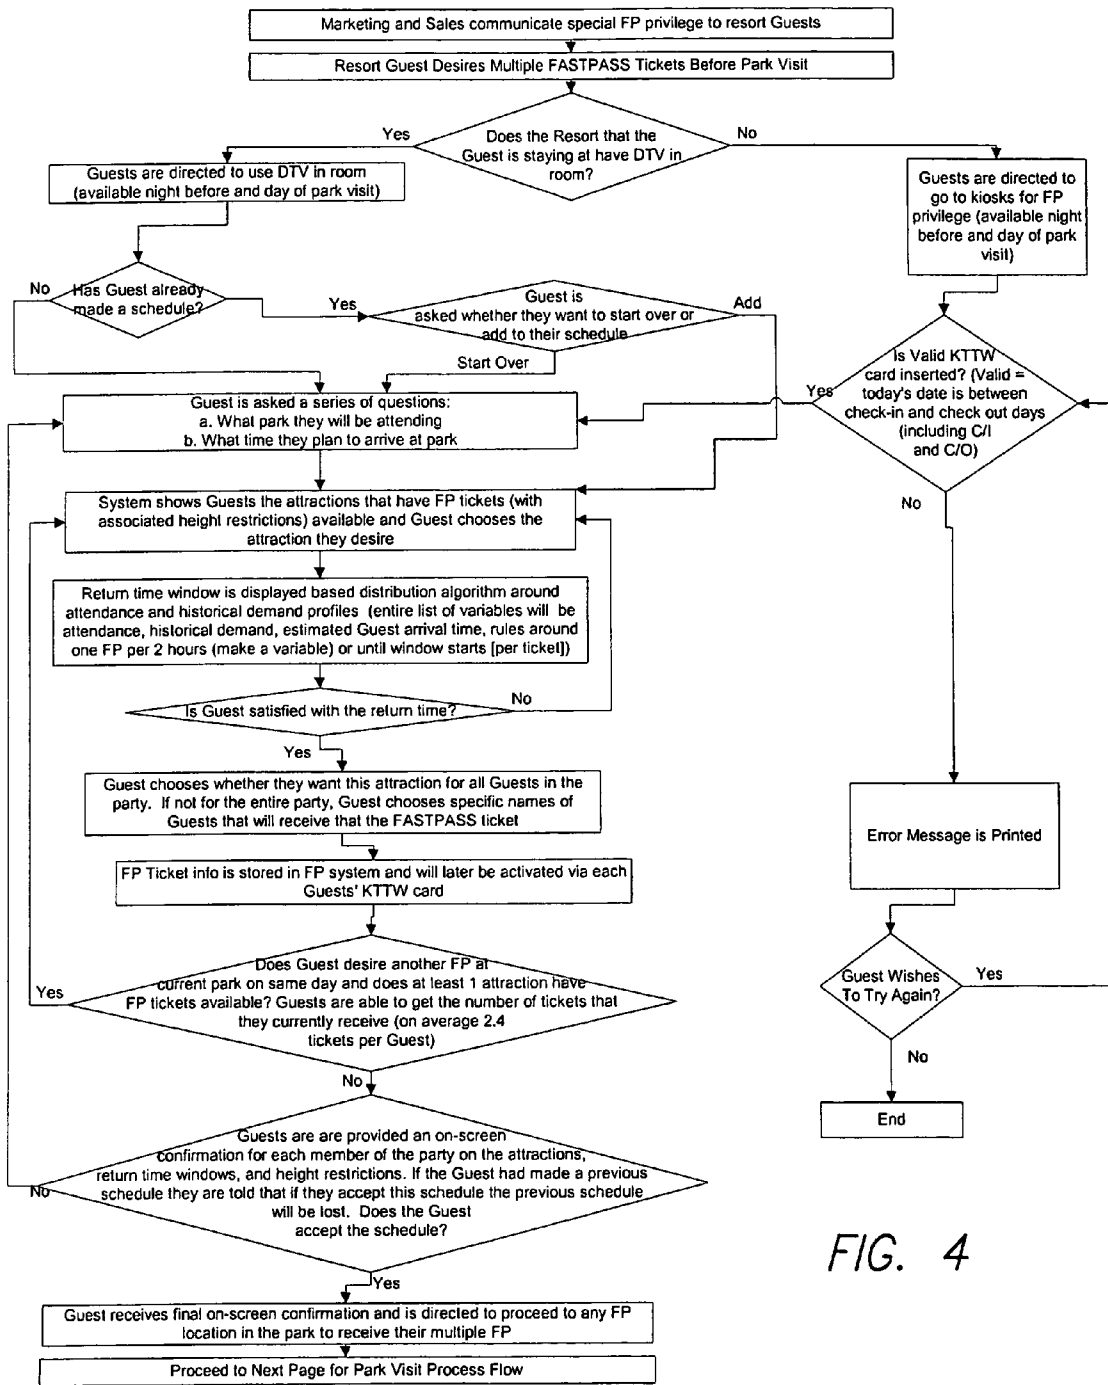 Marketing and Sales communicate special FP privilege to resort Guests
Resort Guest Desires Multiple FASTPASS Tickets Before Park Visit
Does the Resort that the
Guest is staying at have DTV in
room?
Yes
No
Guests are directed to use DTV in room
(available night before and day of park visit)
Guests are directed to
go to kiosks for FP
privilege (available night
before and day of park
visit)
Has Guest already
made a schedule?
No
Yes
Guest is
asked whether they want to start over or
add to their schedule
Add
Start Over
Is Valid KTTW
card inserted? (Valid =
today's date is between
check-in and check out days
(including C/I
and C/O)
Yes
No
Guest is asked a series of questions:
a. What park they will be attending
b. What time they plan to arrive at park
System shows Guests the attractions that have FP tickets (with
associated height restrictions) available and Guest chooses the
attraction they desire
Return time window is displayed based distribution algorithm around
attendance and historical demand profiles (entire list of variables will be
attendance, historical demand, estimated Guest arrival time, rules around
one FP per 2 hours (make a variable) or until window starts [per ticket])
Is Guest satisfied with the return time?
No
Yes
Guest chooses whether they want this attraction for all Guests in the
party. If not for the entire party, Guest chooses specific names of
Guests that will receive that the FASTPASS ticket
Error Message is Printed
FP Ticket info is stored in FP system and will later be activated via each
Guests' KTTW card
Does Guest desire another FP at
current park on same day and does at least 1 attraction have
FP tickets available? Guests are able to get the number of tickets that
they currently receive (on average 2.4
tickets per Guest)
Yes
No
Guest Wishes
To Try Again?
Yes
No
End
Guests are are provided an on-screen
confirmation for each member of the party on the attractions,
return time windows, and height restrictions. If the Guest had made a previous
schedule they are told that if they accept this schedule the previous schedule
will be lost. Does the Guest
accept the schedule?
No
Yes
FIG. 4
Guest receives final on-screen confirmation and is directed to proceed to any FP
location in the park to receive their multiple FP
Proceed to Next Page for Park Visit Process Flow